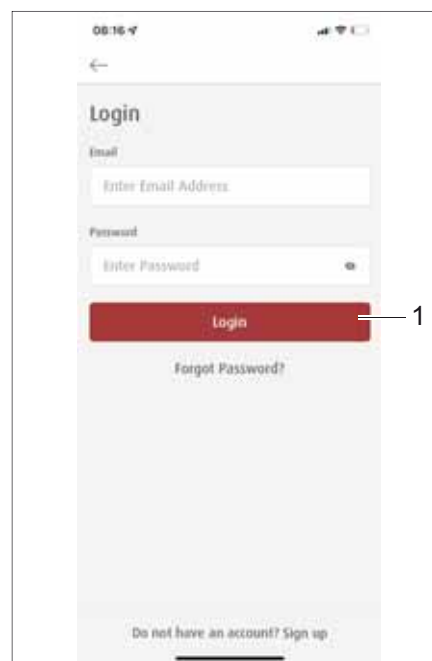 08:16
Login
Email
Enter Email Address
Password
Enter Password
Login
1
Forgot Password?
Do not have an account? Sign up